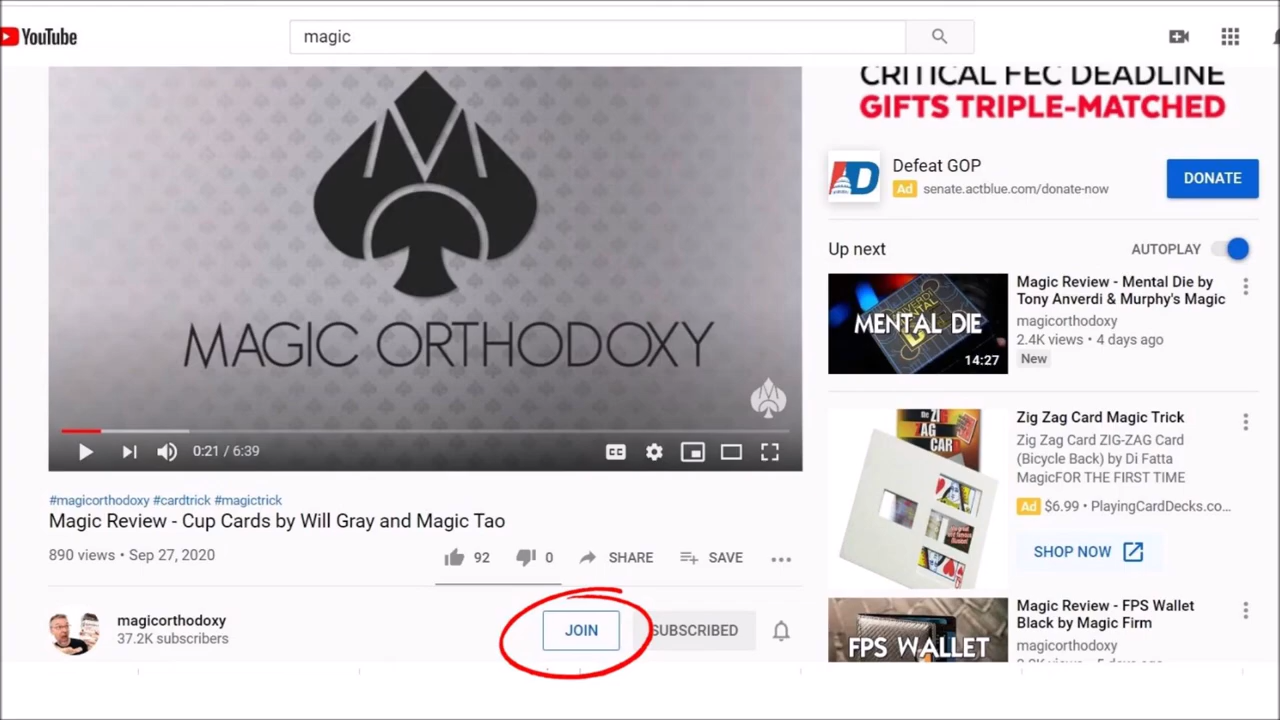 YouTube
magic
MAGIC ORTHODOXY
CC
0:21 / 6:39
#magicorthodoxy #cardtrick #magictrick
Magic Review - Cup Cards by Will Gray and Magic Tao
890 views • Sep 27, 2020
92
0
SHARE
SAVE
magicorthodoxy
37.2K subscribers
JOIN
SUBSCRIBED
CRITICAL FEC DEADLINE
GIFTS TRIPLE-MATCHED
Defeat GOP
Ad senate.actblue.com/donate-now
DONATE
Up next
AUTOPLAY
MENTAL DIE
14:27
Magic Review - Mental Die by
Tony Anverdi & Murphy's Magic
magicorthodoxy
2.4K views • 4 days ago
New
ZIG
ZAG
CARD
Zig Zag Card Magic Trick
Zig Zag Card ZIG-ZAG Card
(Bicycle Back) by Di Fatta
MagicFOR THE FIRST TIME
Ad $6.99 • PlayingCardDecks.co...
SHOP NOW
FPS WALLET
Magic Review - FPS Wallet
Black by Magic Firm
magicorthodoxy